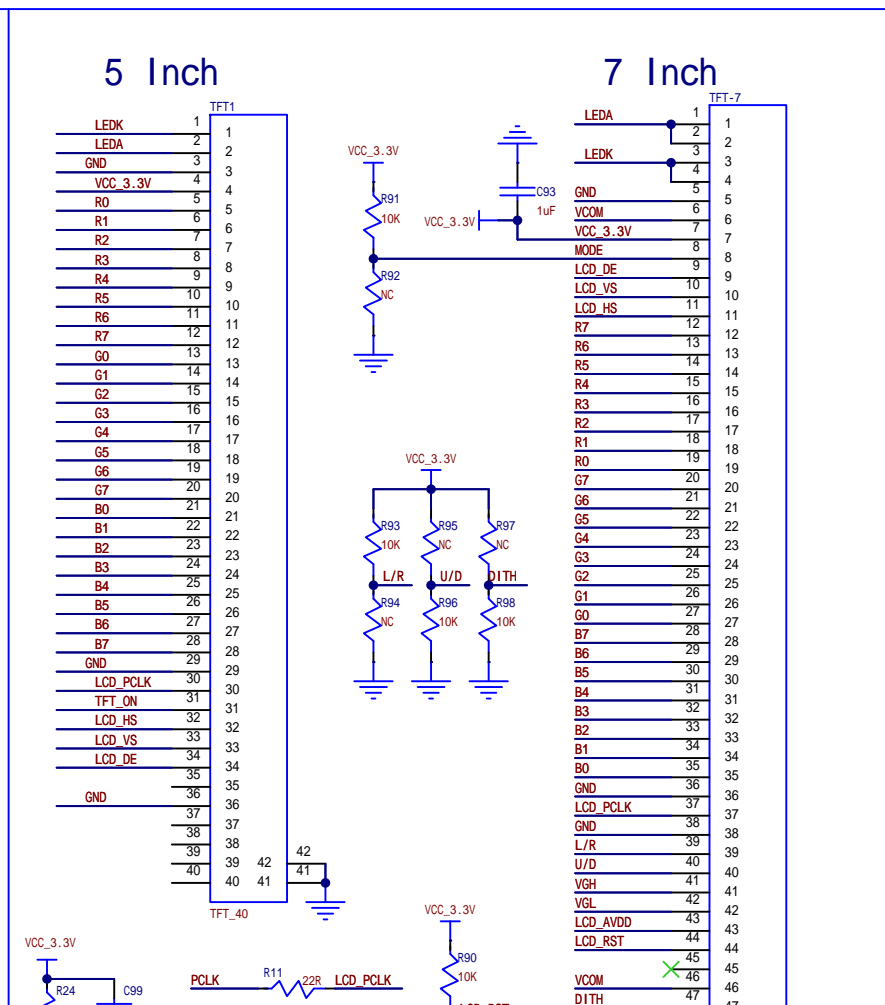 5 Inch
7 Inch
TFT1
TFT-7
LEDK 1 1
LEDA 2 2
GND 3 3
VCC_3.3V 4 4
R0 5 5
R1 6 6
R2 7 7
R3 8 8
R4 9 9
R5 10 10
R6 11 11
R7 12 12
G0 13 13
G1 14 14
G2 15 15
G3 16 16
G4 17 17
G5 18 18
G6 19 19
G7 20 20
B0 21 21
B1 22 22
B2 23 23
B3 24 24
B4 25 25
B5 26 26
B6 27 27
B7 28 28
GND 29 29
LCD_PCLK 30 30
TFT_ON 31 31
LCD_HS 32 32
LCD_VS 33 33
LCD_DE 34 34
35 35
GND 36 36
37 37
38 38
39 39 42 42
40 40 41 41
TFT_40
VCC_3.3V
R91
10K
R92
NC
VCC_3.3V
C93
1uF
VCC_3.3V
R93
10K
R95
NC
R97
NC
L/R
U/D
DITH
R94
NC
R96
10K
R98
10K
LEDA 1 1
2 2
LEDK 3 3
4 4
GND 5 5
VCOM 6 6
VCC_3.3V 7 7
MODE 8 8
LCD_DE 9 9
LCD_VS 10 10
LCD_HS 11 11
R7 12 12
R6 13 13
R5 14 14
R4 15 15
R3 16 16
R2 17 17
R1 18 18
R0 19 19
G7 20 20
G6 21 21
G5 22 22
G4 23 23
G3 24 24
G2 25 25
G1 26 26
G0 27 27
B7 28 28
B6 29 29
B5 30 30
B4 31 31
B3 32 32
B2 33 33
B1 34 34
B0 35 35
GND 36 36
LCD_PCLK 37 37
GND 38 38
L/R 39 39
U/D 40 40
VGH 41 41
VGL 42 42
LCD_AVDD 43 43
LCD_RST 44 44
45 45
VCOM 46 46
DITH 47 47
VCC_3.3V
R24
C99
PCLK
R11
22R
LCD_PCLK
VCC_3.3V
R90
10K
LCD_RST